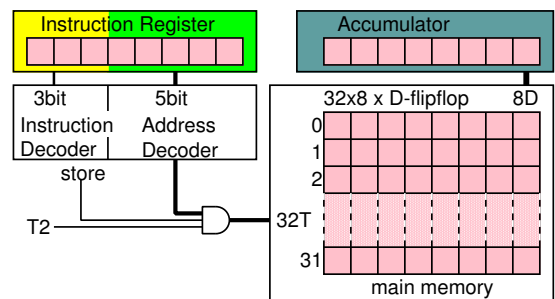 Instruction Register
Accumulator
3bit
5bit
Instruction
Decoder
Address
Decoder
store
T2
32x8 x D-flipflop
8D
0
1
2
32T
31
main memory